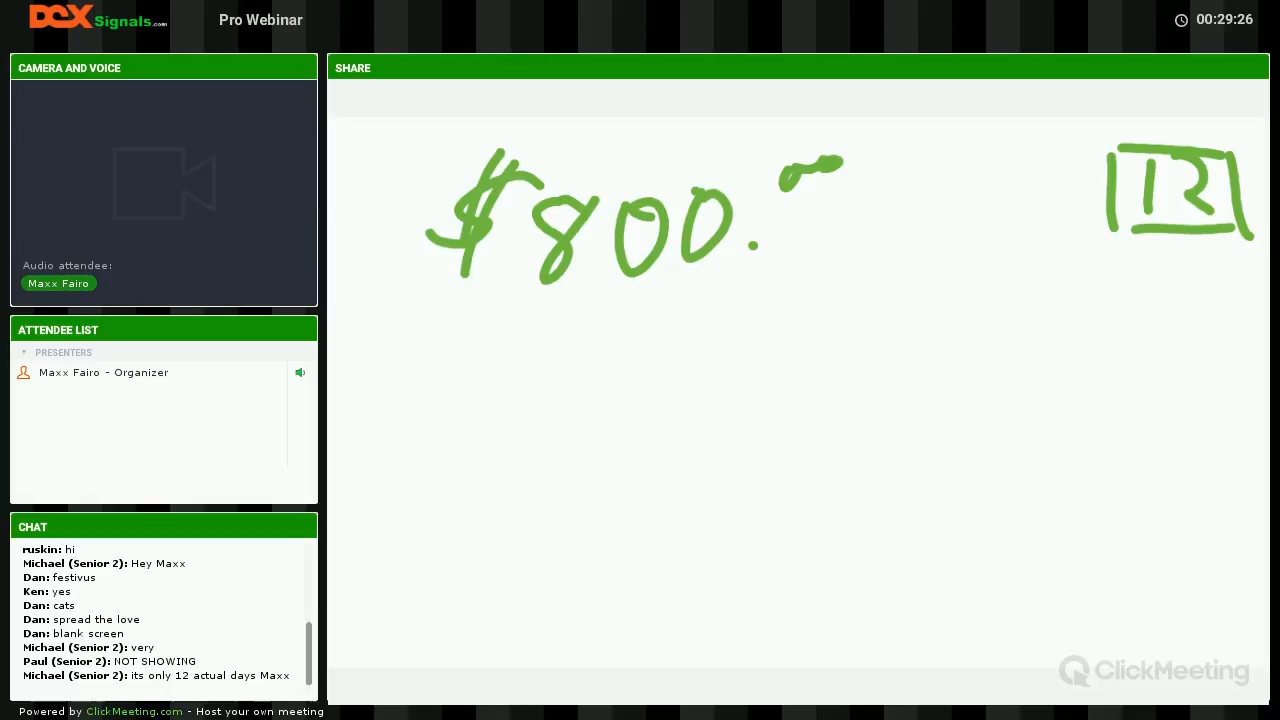 DEX Signals.com
Pro Webinar
00:29:26
CAMERA AND VOICE
Audio attendee:
Maxx Fairo
ATTENDEE LIST
PRESENTERS
Maxx Fairo - Organizer
CHAT
ruskin: hi
Michael (Senior 2): Hey Maxx
Dan: festivus
Ken: yes
Dan: cats
Dan: spread the love
Dan: blank screen
Michael (Senior 2): very
Paul (Senior 2): NOT SHOWING
Michael (Senior 2): its only 12 actual days Maxx
SHARE
$800.
12
ClickMeeting
Powered by ClickMeeting.com - Host your own meeting